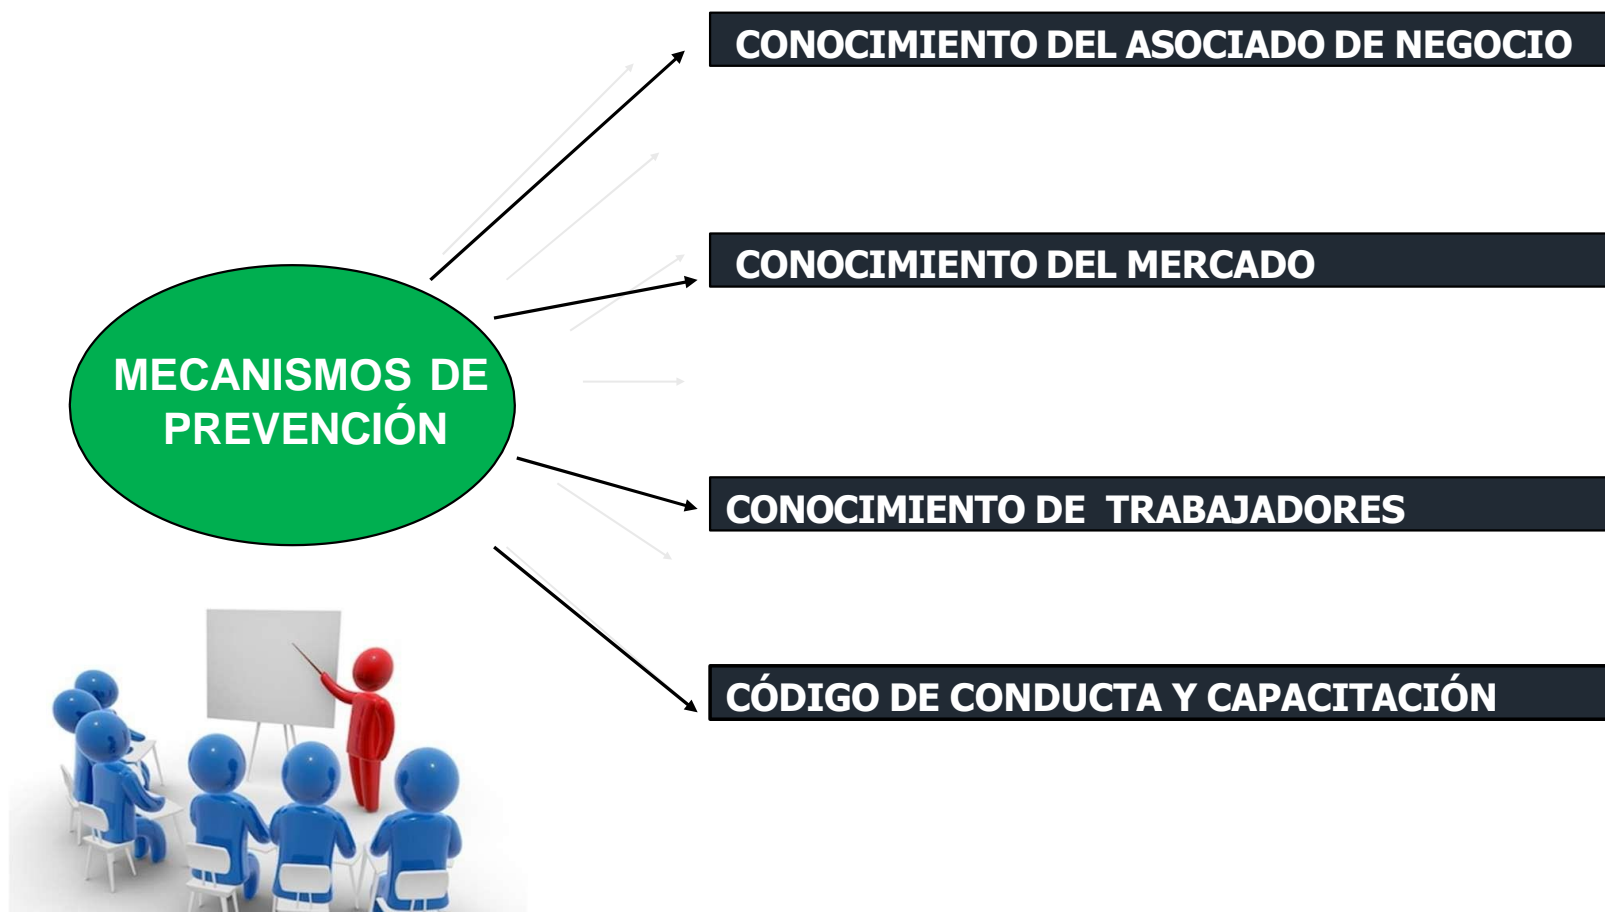 CONOCIMIENTO DEL ASOCIADO DE NEGOCIO
CONOCIMIENTO DEL MERCADO
MECANISMOS DE
PREVENCIÓN
CONOCIMIENTO DE TRABAJADORES
CÓDIGO DE CONDUCTA Y CAPACITACIÓN